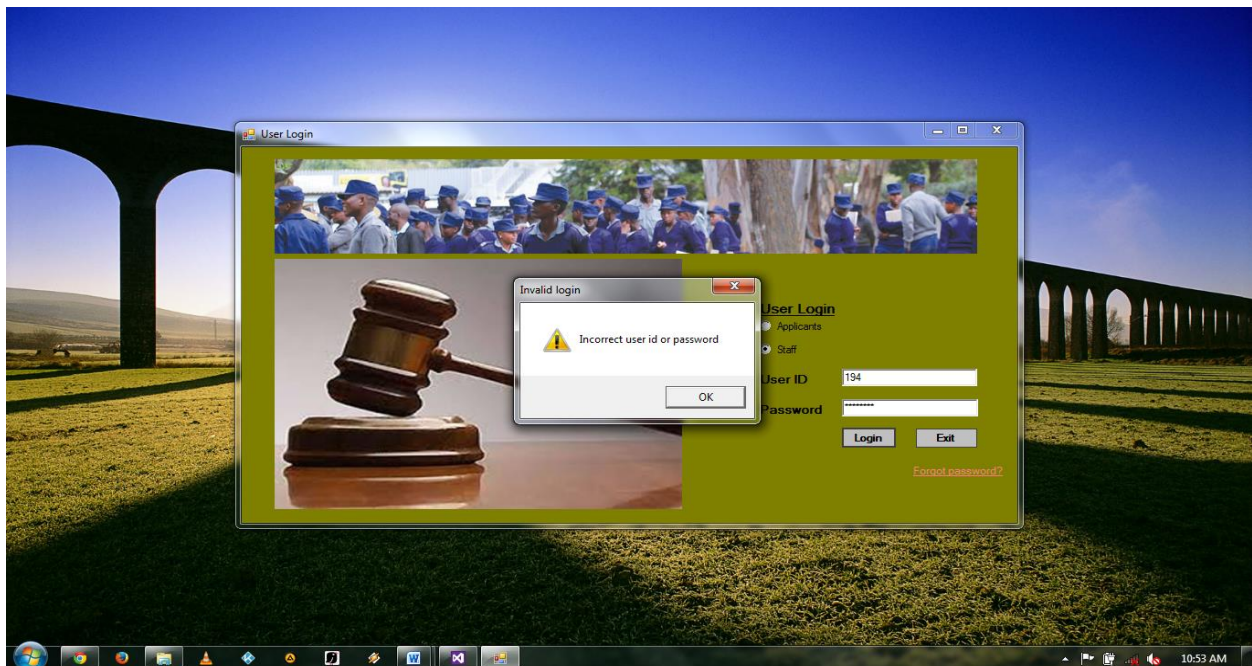 User Login
Invalid login
Incorrect user id or password
OK
User Login
Applicants
Staff
User ID
194
Password
********
Login
Exit
Forgot password?
10:53 AM